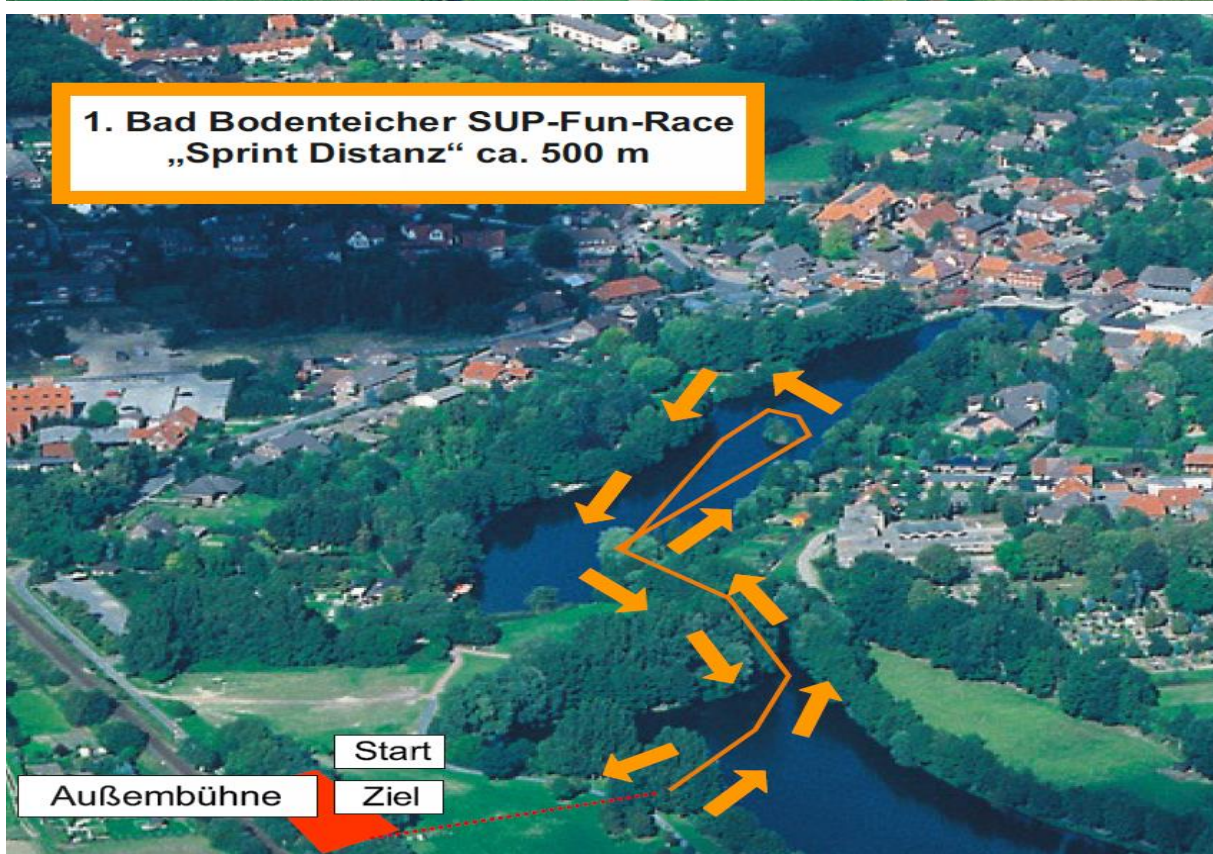 1. Bad Bodenteicher SUP-Fun-Race
„Sprint Distanz“ ca. 500 m
Start
Außembühne
Ziel